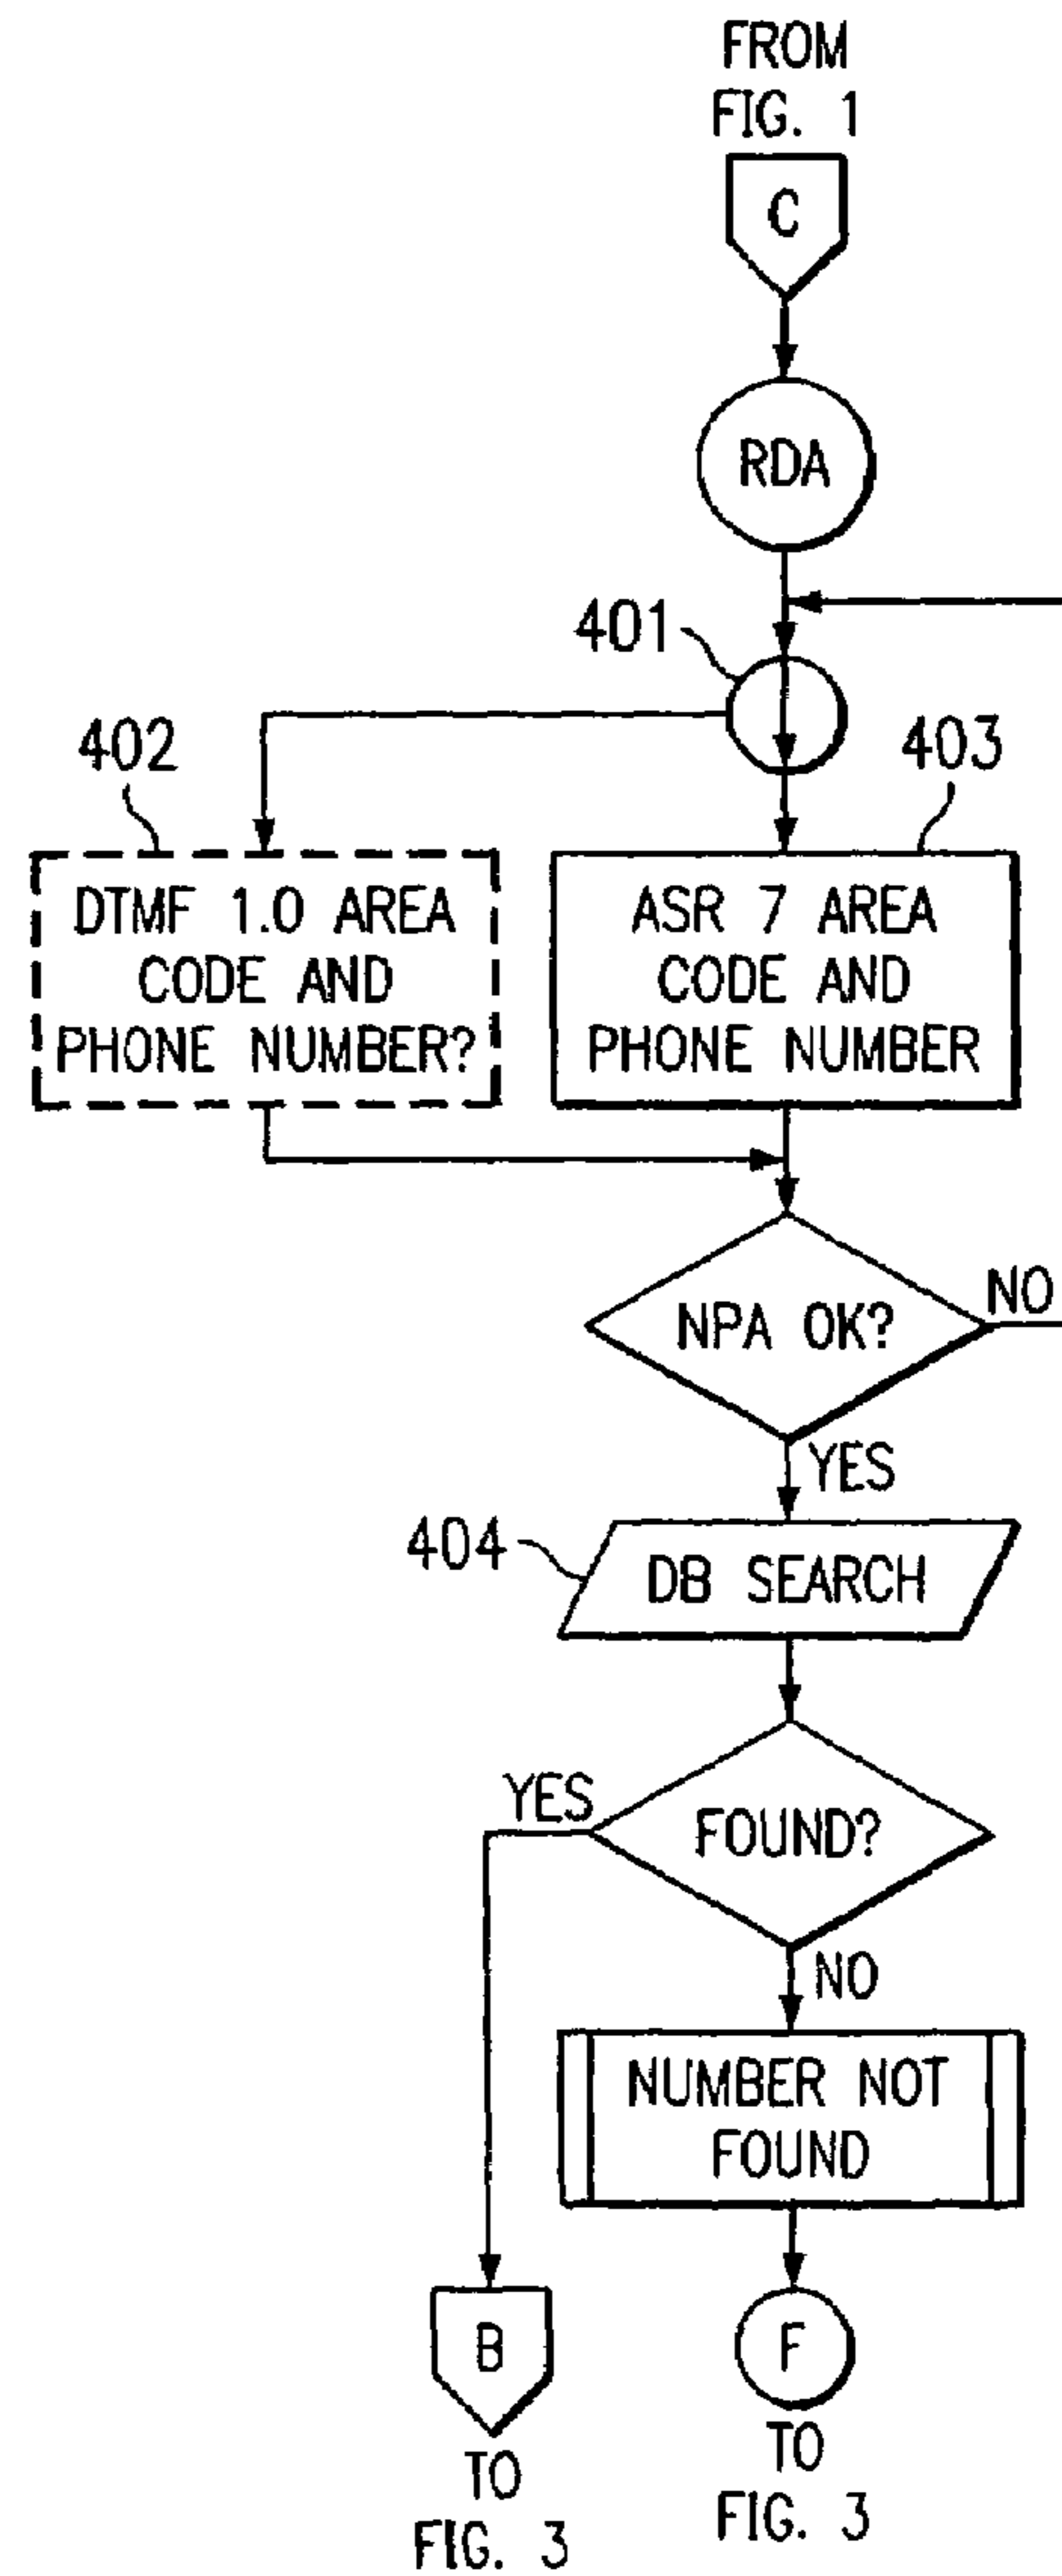 FROM
FIG. 1
C
RDA
401
402
403
DTMF 1.0 AREA
CODE AND
PHONE NUMBER?
ASR 7 AREA
CODE AND
PHONE NUMBER
NPA OK?
NO
YES
404
DB SEARCH
YES
FOUND?
NO
NUMBER NOT
FOUND
B
F
TO
FIG. 3
TO
FIG. 3